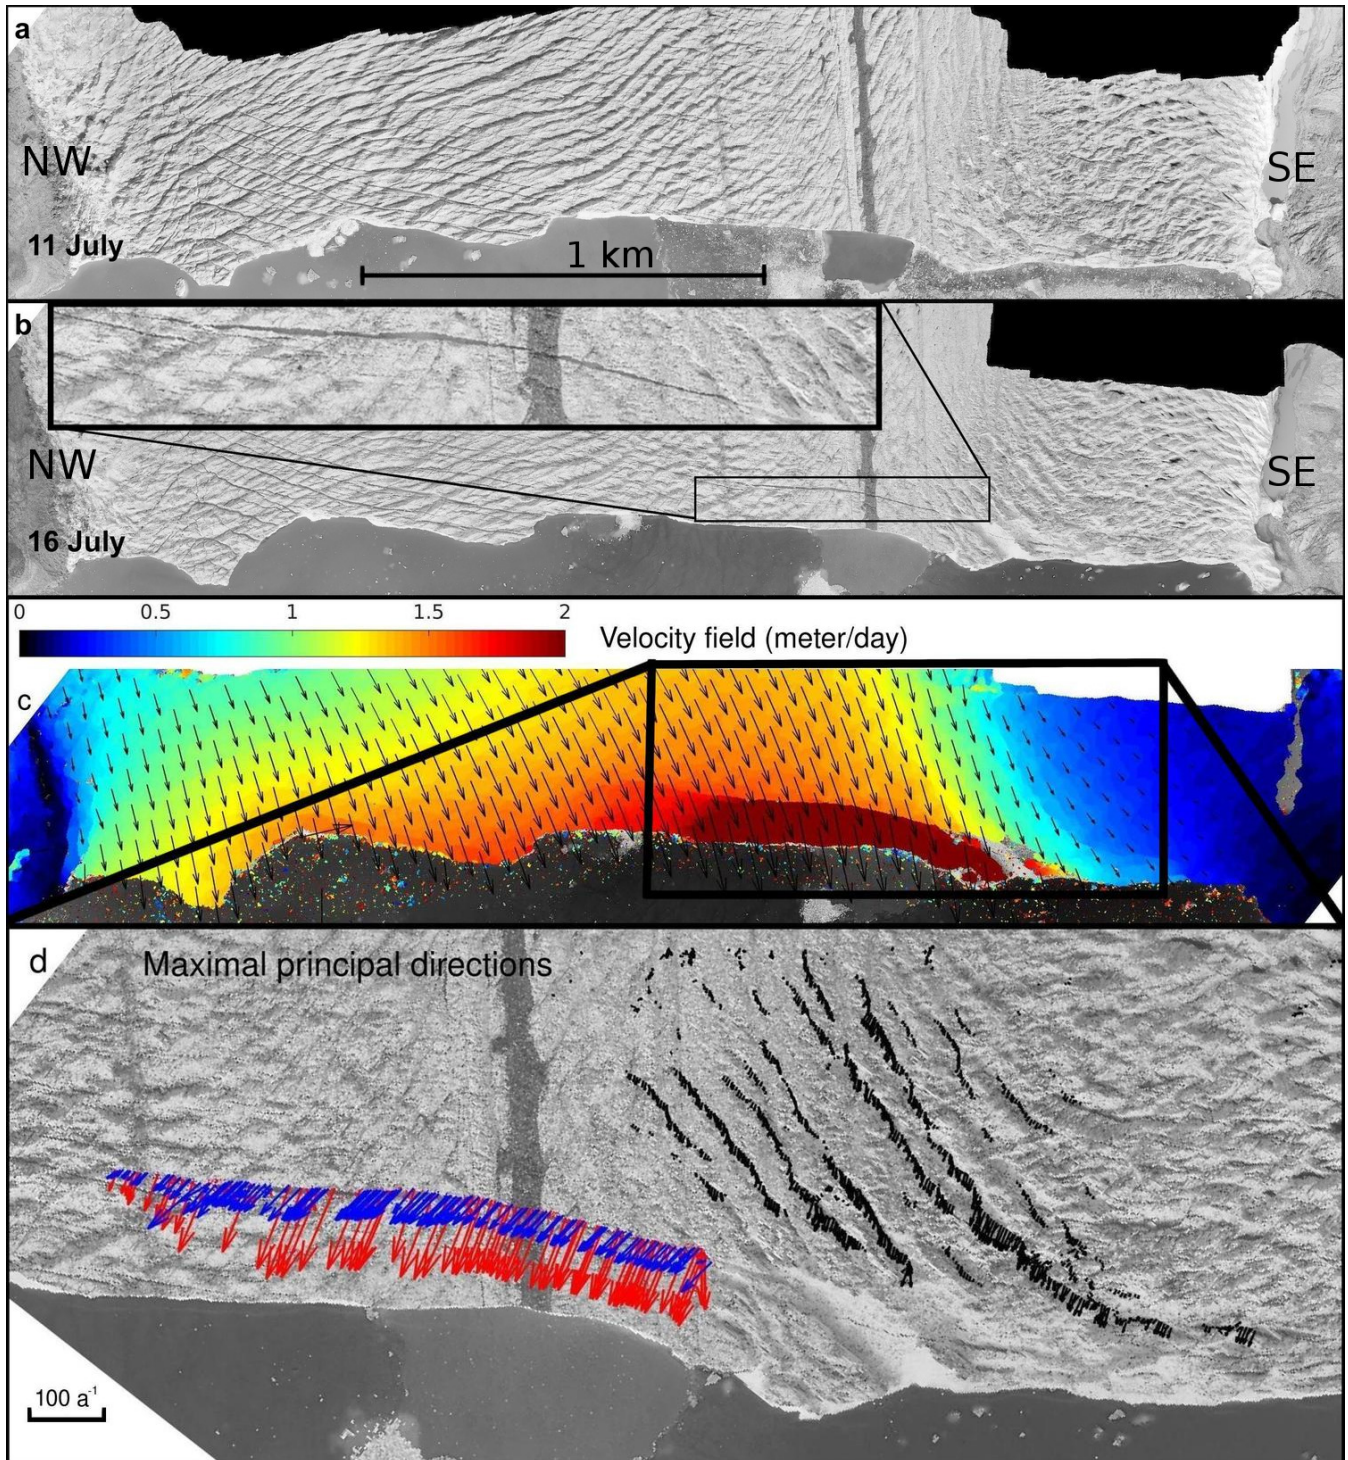 a
NW
SE
11 July
1 km
b
NW
SE
16 July
0 0.5 1 1.5 2
Velocity field (meter/day)
c
d
Maximal principal directions
100 a⁻¹